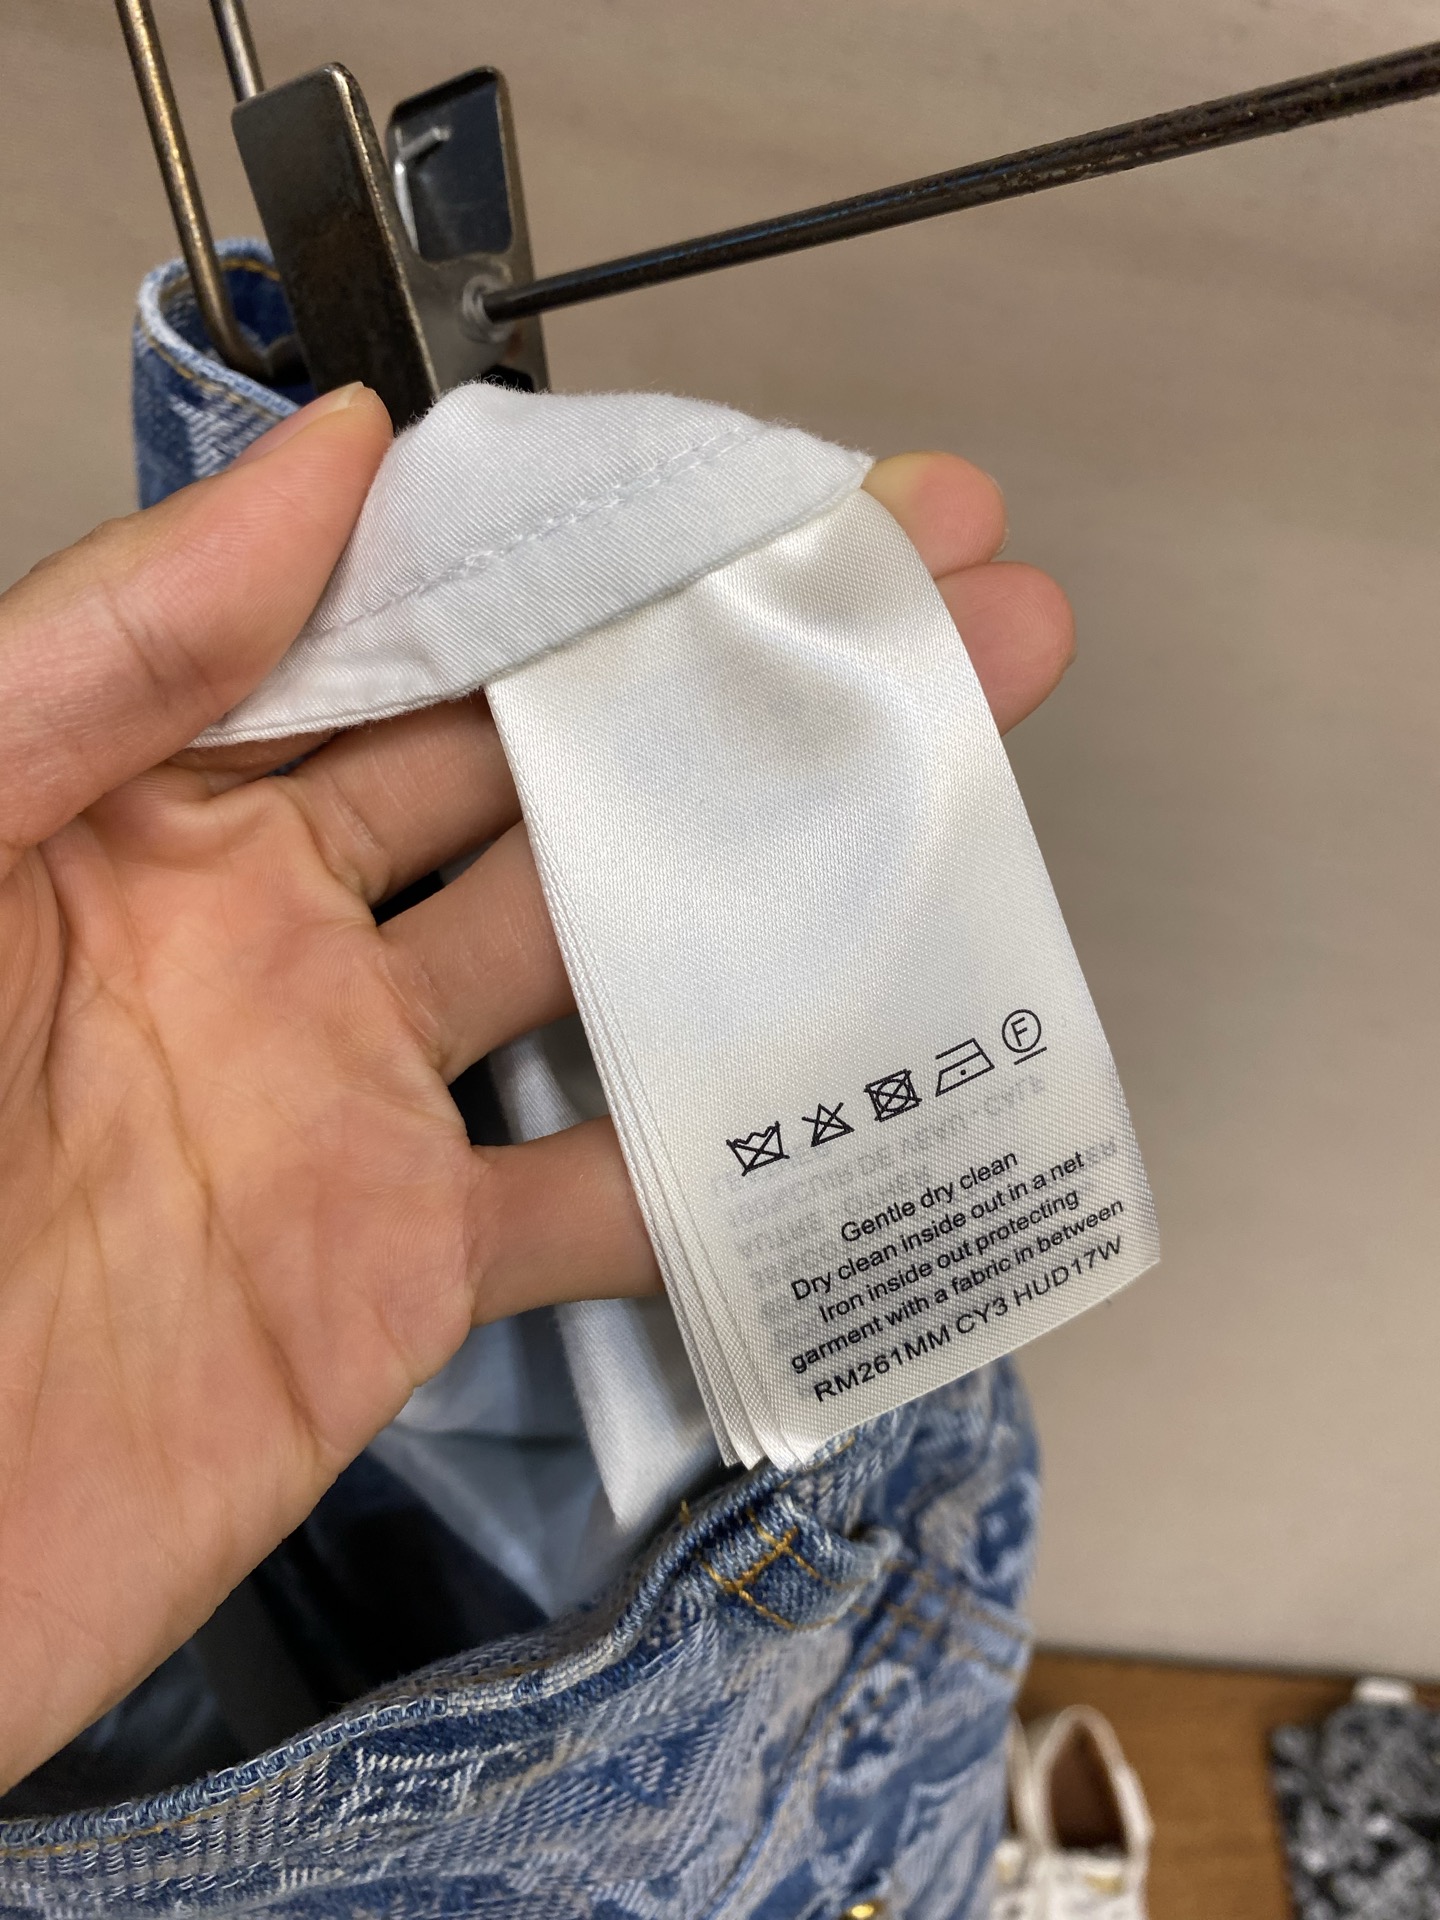 F
Gentle dry clean
Dry clean inside out in a net
Iron inside out protecting
garment with a fabric in between
RM261MM CY3 HUD17W